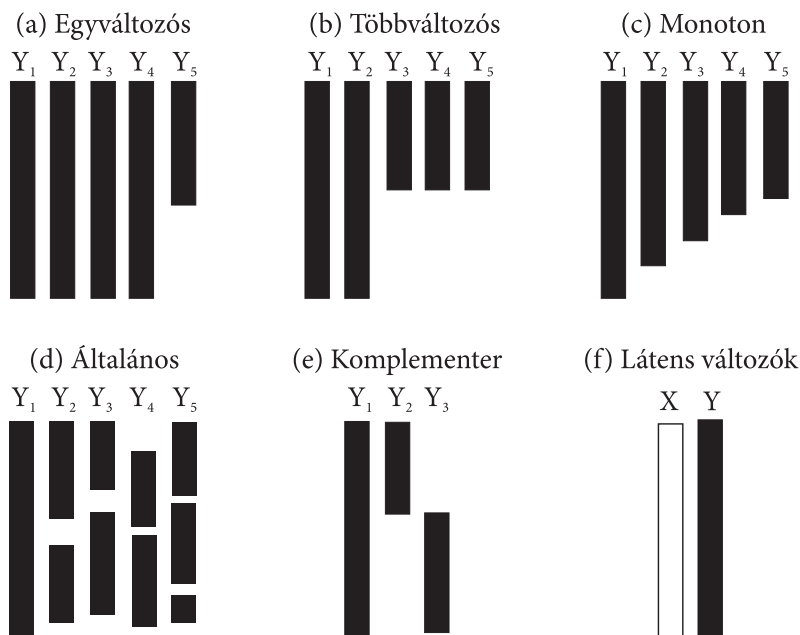 (a) Egyváltozós (b) Többváltozós (c) Monoton
Y₁ Y₂ Y₃ Y₄ Y₅ Y₁ Y₂ Y₃ Y₄ Y₅ Y₁ Y₂ Y₃ Y₄ Y₅
(d) Általános (e) Komplementer (f) Látens változók
Y₁ Y₂ Y₃ Y₄ Y₅ Y₁ Y₂ Y₃ X Y